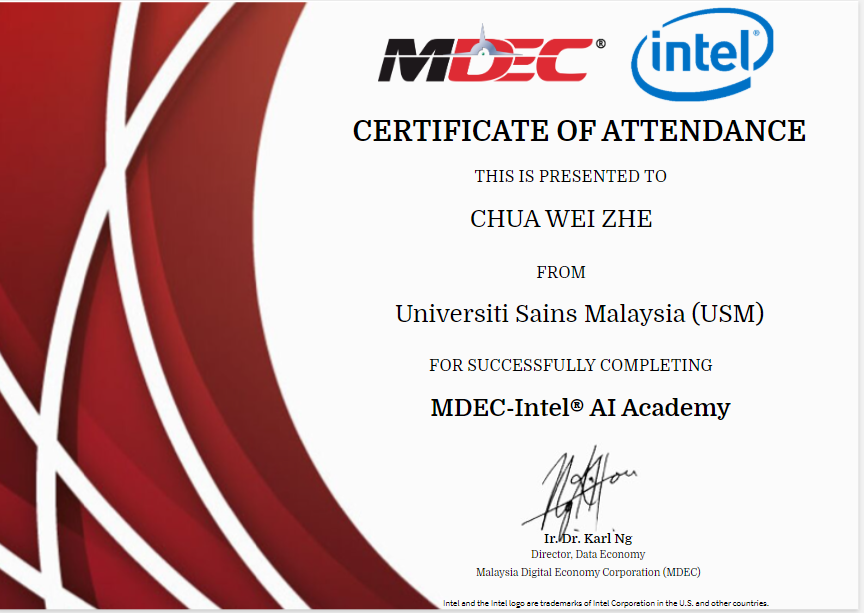 MDEC®
intel®
CERTIFICATE OF ATTENDANCE
THIS IS PRESENTED TO
CHUA WEI ZHE
FROM
Universiti Sains Malaysia (USM)
FOR SUCCESSFULLY COMPLETING
MDEC-Intel® AI Academy
Ir. Dr. Karl Ng
Director, Data Economy
Malaysia Digital Economy Corporation (MDEC)
Intel and the Intel logo are trademarks of Intel Corporation in the U.S. and other countries.